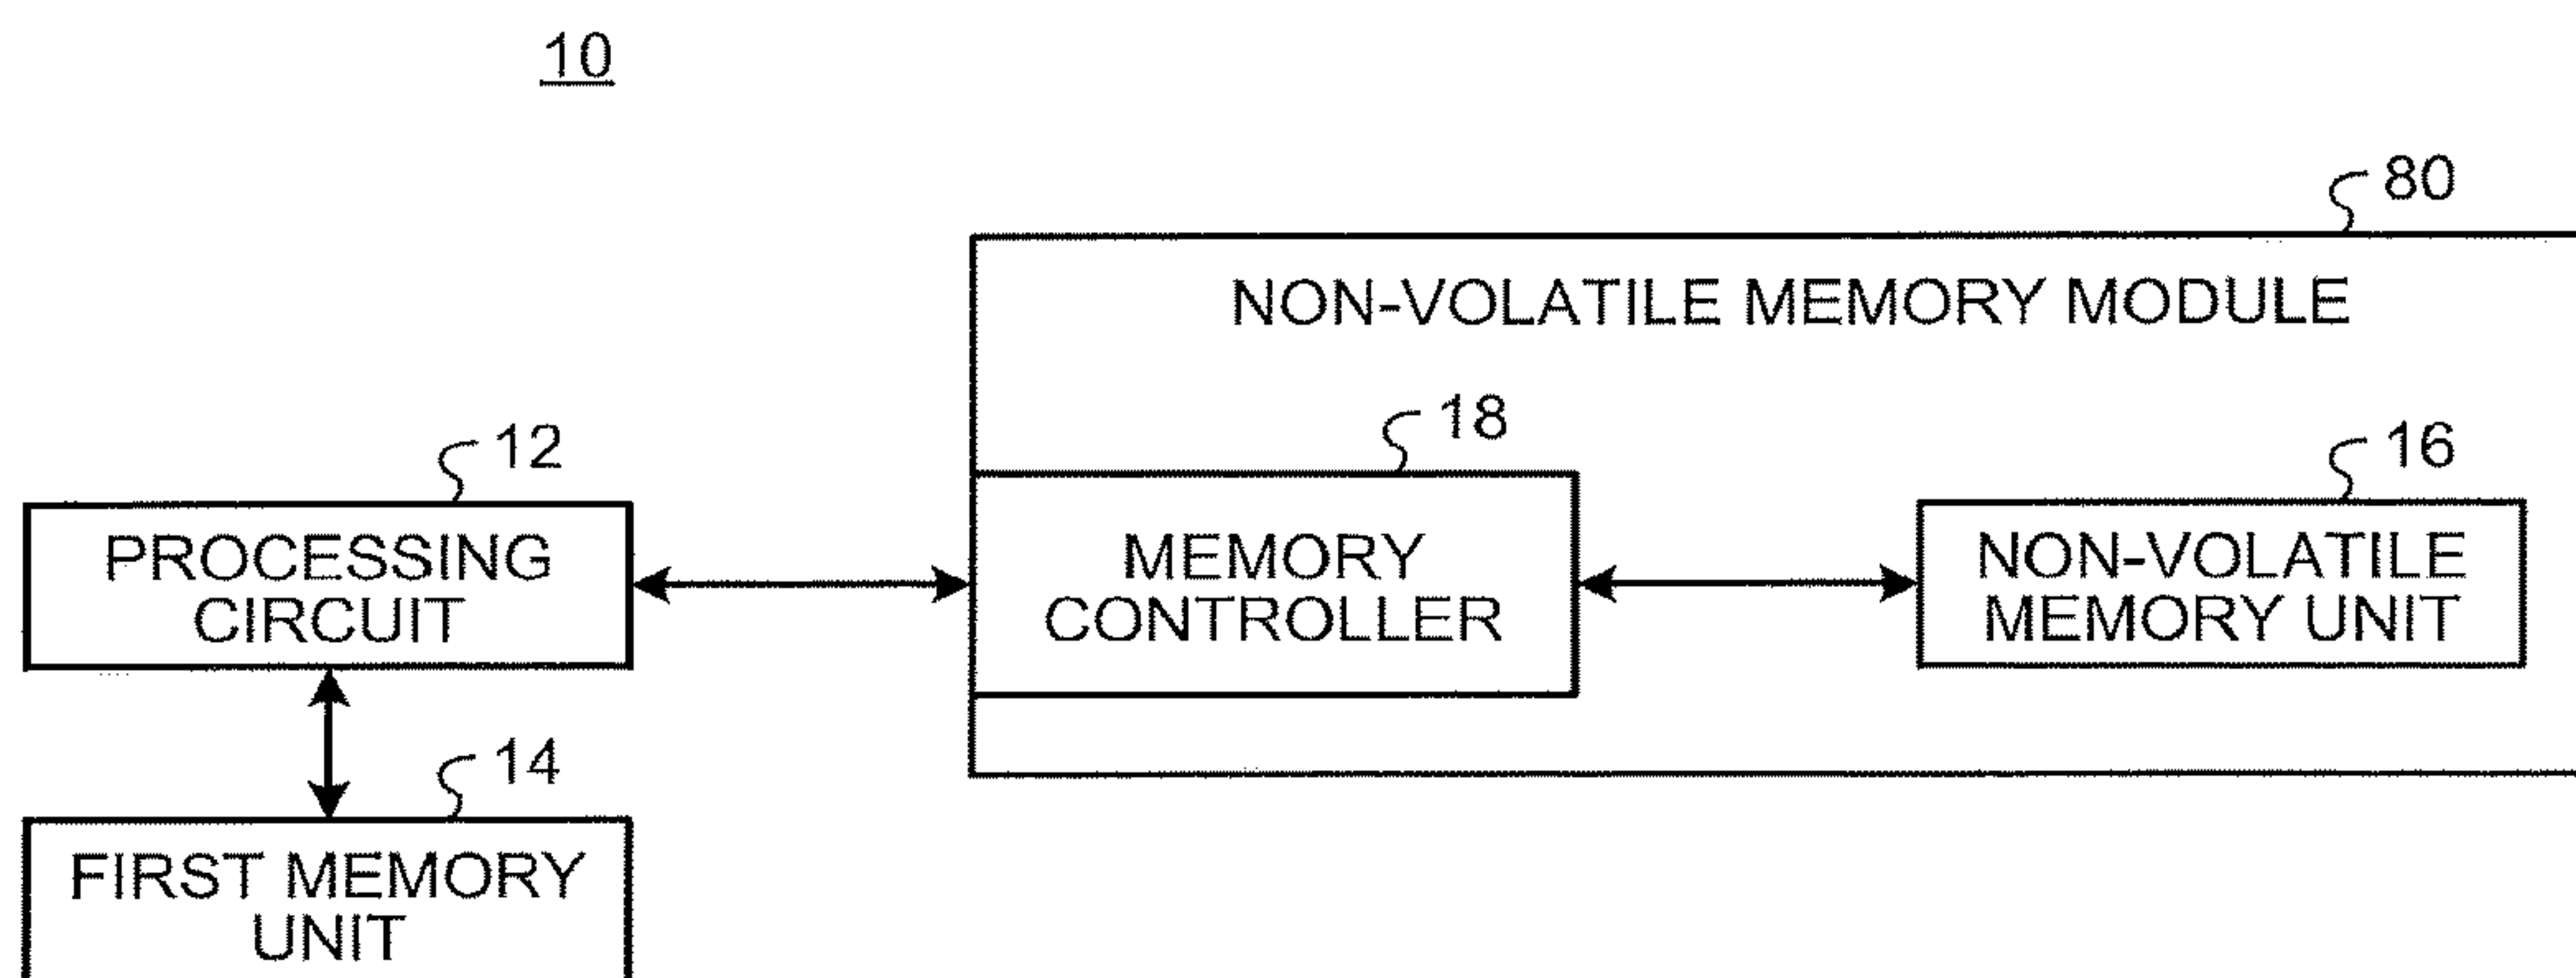 10
80
NON-VOLATILE MEMORY MODULE
18
12
16
PROCESSING
CIRCUIT
MEMORY
CONTROLLER
NON-VOLATILE
MEMORY UNIT
14
FIRST MEMORY
UNIT